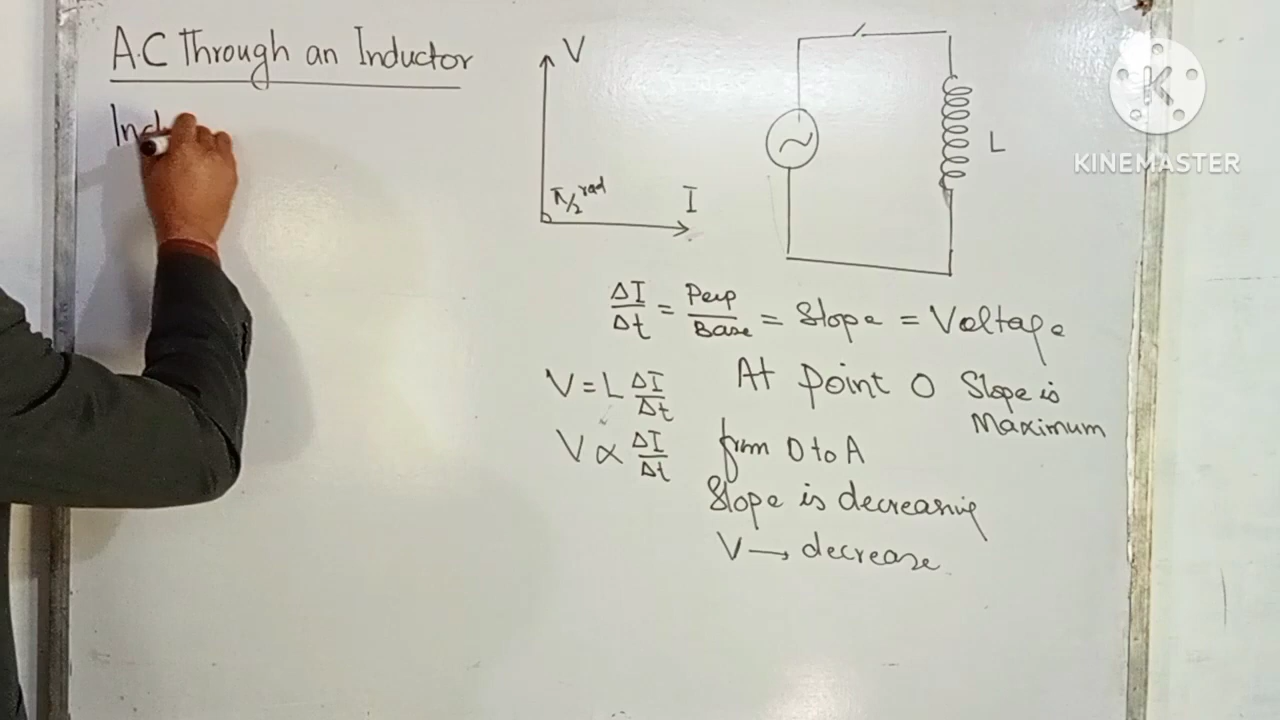 A.C Through an Inductor
Ind
V
π/2 rad
I
L
K
KINEMASTER
ΔI/Δt = Perp/Base = Slope = Voltage
V = L ΔI/Δt
At point O Slope is Maximum
V ∝ ΔI/Δt
from O to A
Slope is decreasing
V → decrease